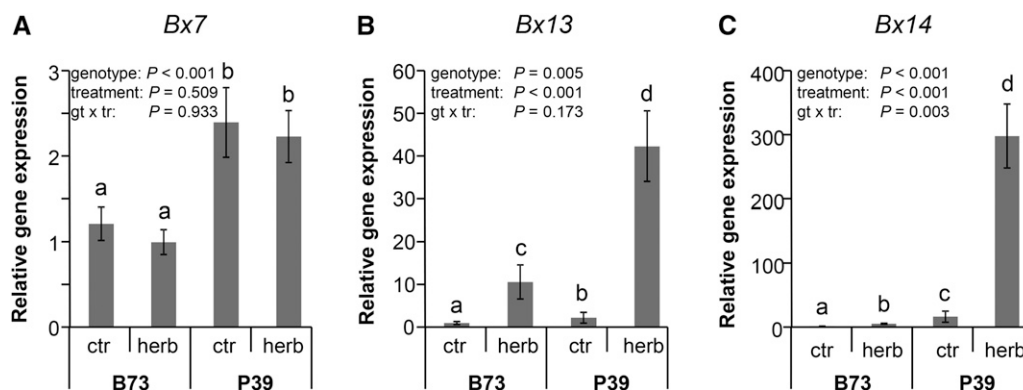 A
Bx7
Relative gene expression
3
2
1
0
genotype: P < 0.001
treatment: P = 0.509
gt x tr: P = 0.933
a
a
b
b
ctr
herb
ctr
herb
B73
P39
B
Bx13
Relative gene expression
60
50
40
30
20
10
0
genotype: P = 0.005
treatment: P < 0.001
gt x tr: P = 0.173
a
c
b
d
ctr
herb
ctr
herb
B73
P39
C
Bx14
Relative gene expression
400
300
200
100
0
genotype: P < 0.001
treatment: P < 0.001
gt x tr: P = 0.003
a
b
c
d
ctr
herb
ctr
herb
B73
P39